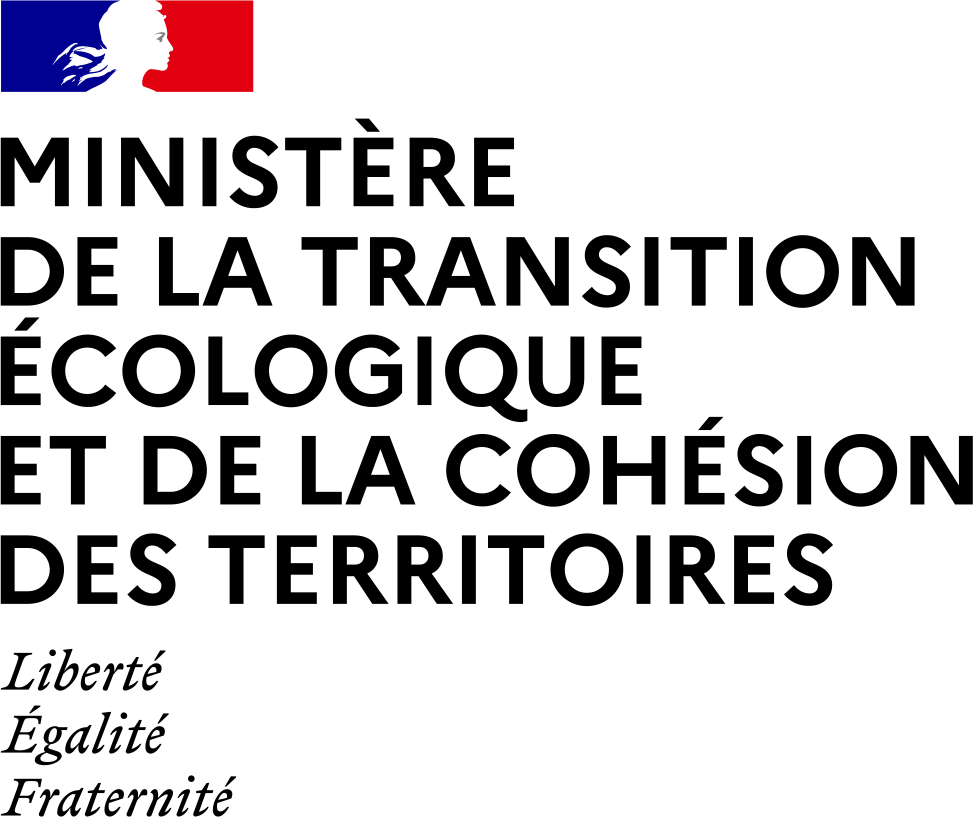 MINISTÈRE
DE LA TRANSITION
ÉCOLOGIQUE
ET DE LA COHÉSION
DES TERRITOIRES
Liberté
Égalité
Fraternité